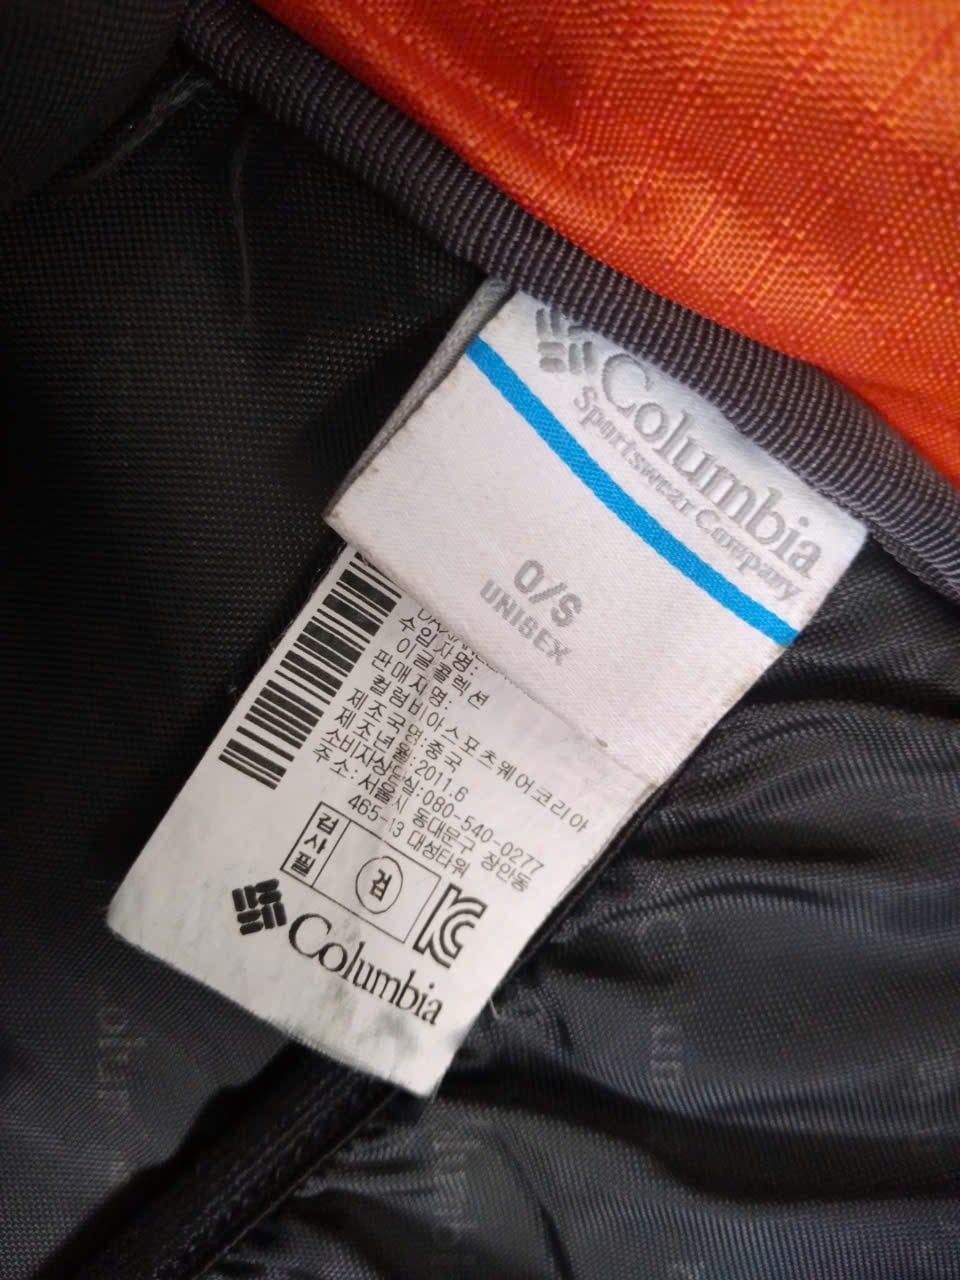 Columbia
Sportswear Company
O/S
UNISEX
수입자명:
이글콜렉션
판매자명:
컬럼비아스포츠웨어코리아
제조국명:중국
제조년월:2011.6
소비자상담실:080-540-0277
주소:서울시 동대문구 장안동
465-13 대성타워
검사필
검
Columbia